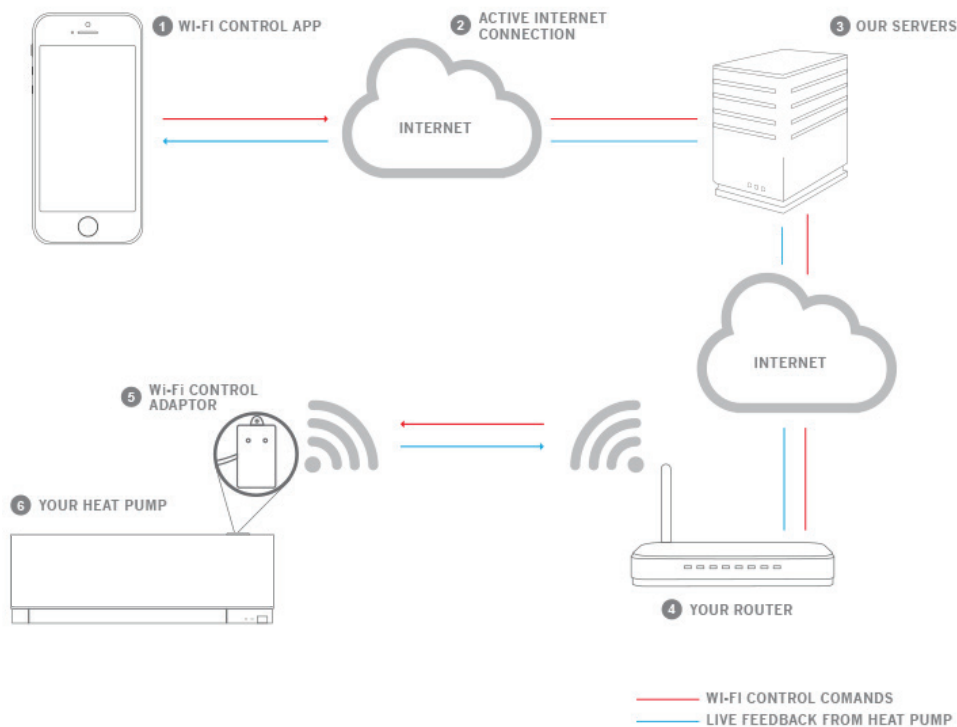 1 WI-FI CONTROL APP
2 ACTIVE INTERNET
CONNECTION
3 OUR SERVERS
INTERNET
INTERNET
5 Wi-Fi CONTROL
ADAPTOR
6 YOUR HEAT PUMP
4 YOUR ROUTER
WI-FI CONTROL COMANDS
LIVE FEEDBACK FROM HEAT PUMP